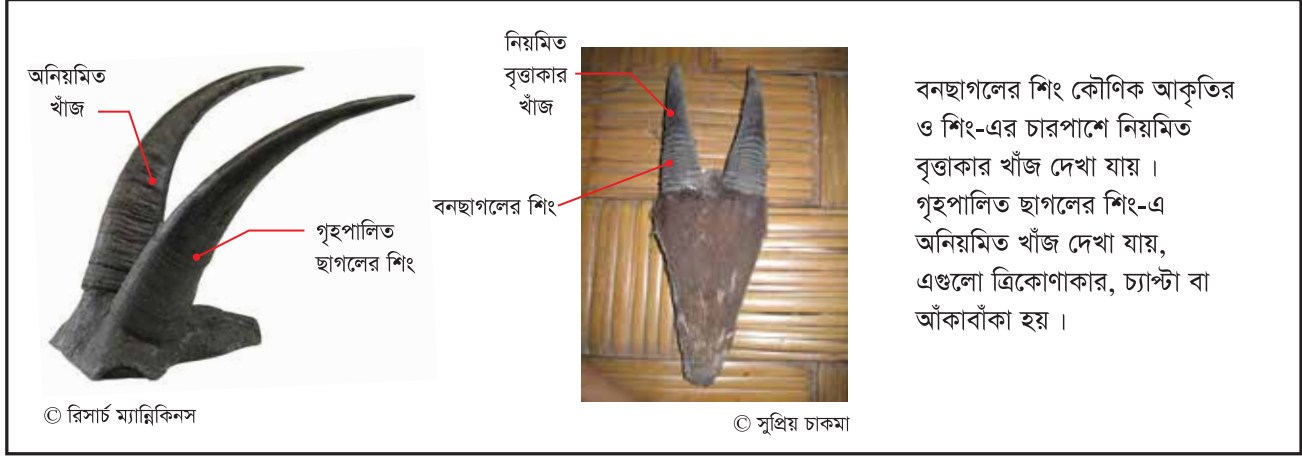 অনিয়মিত
খাঁজ
গৃহপালিত
ছাগলের শিং
© রিসার্চ ম্যান্নিকিনস
নিয়মিত
বৃত্তাকার
খাঁজ
বনছাগলের শিং
© সুপ্রিয় চাকমা
বনছাগলের শিং কৌণিক আকৃতির
ও শিং-এর চারপাশে নিয়মিত
বৃত্তাকার খাঁজ দেখা যায় ।
গৃহপালিত ছাগলের শিং-এ
অনিয়মিত খাঁজ দেখা যায়,
এগুলো ত্রিকোণাকার, চ্যাপ্টা বা
আঁকাবাঁকা হয় ।